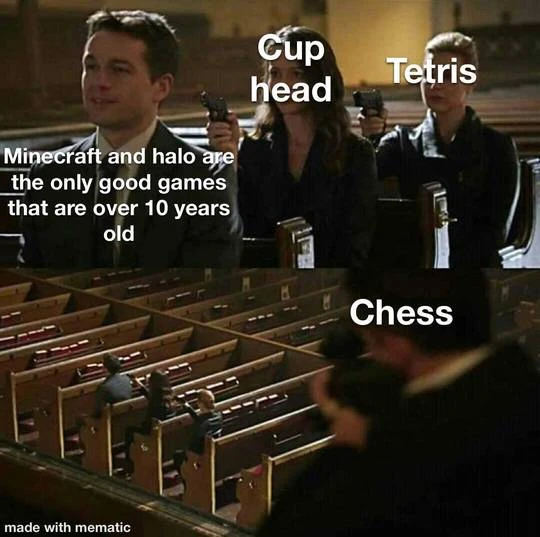 Cup
head
Tetris
Minecraft and halo are
the only good games
that are over 10 years
old
Chess
made with mematic